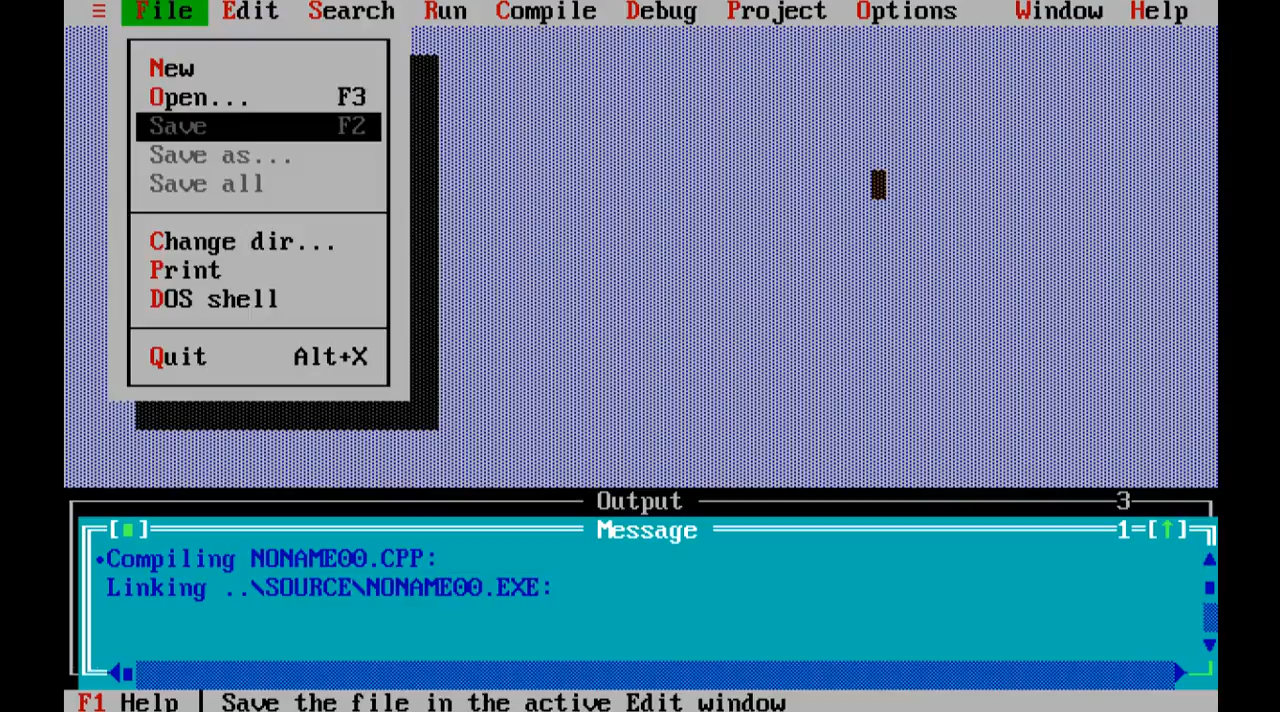 ≡ File Edit Search Run Compile Debug Project Options Window Help
New
Open... F3
Save F2
Save as...
Save all
Change dir...
Print
DOS shell
Quit Alt+X
Output 3
[■] Message 1=[↑]
•Compiling NONAME00.CPP:
Linking ..\SOURCE\NONAME00.EXE:
F1 Help | Save the file in the active Edit window